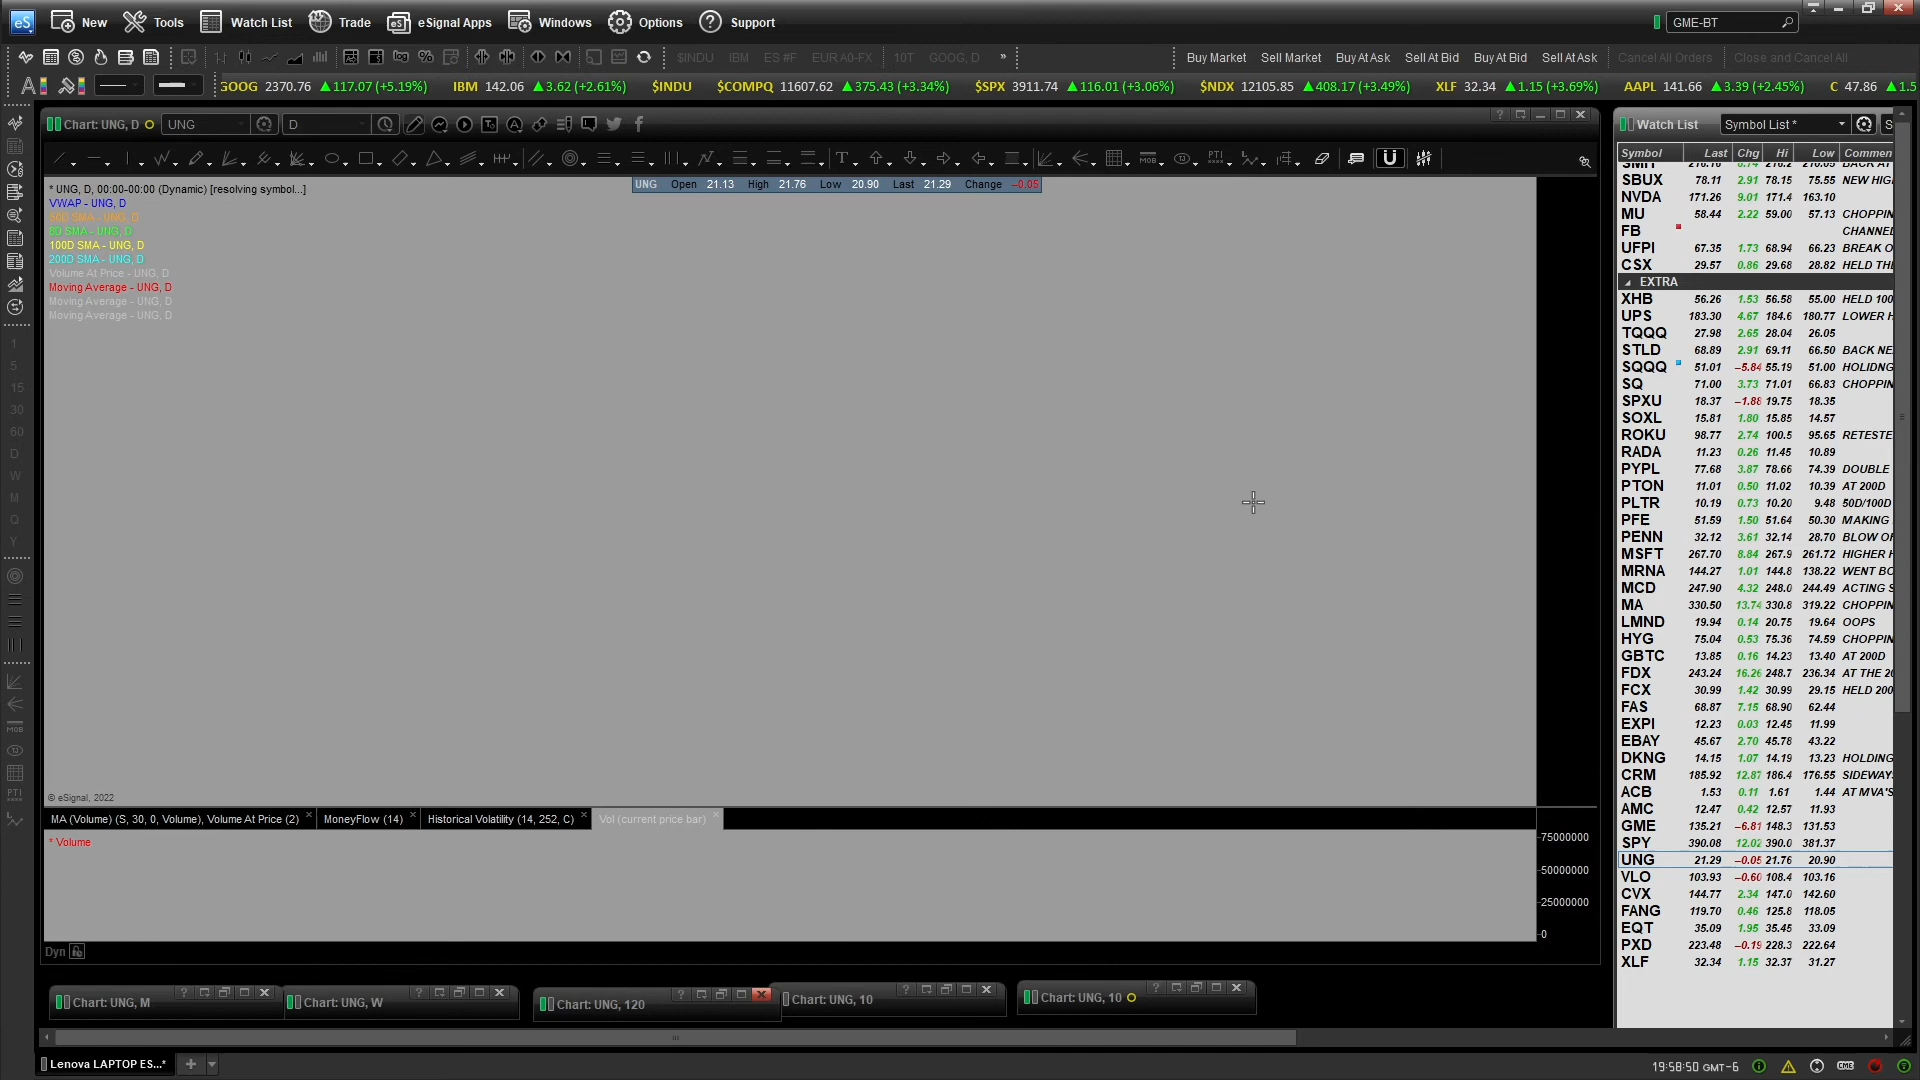 eS New Tools Watch List Trade eSignal Apps Windows Options Support GME-BT
$INDU IBM ES #F EUR A0-FX 10T GOOG, D » Buy Market Sell Market Buy At Ask Sell At Bid Buy At Bid Sell At Ask Cancel All Orders Close and Cancel All
GOOG 2370.76 ▲117.07 (+5.19%) IBM 142.06 ▲3.62 (+2.61%) $INDU $COMPQ 11607.62 ▲375.43 (+3.34%) $SPX 3911.74 ▲116.01 (+3.06%) $NDX 12105.85 ▲408.17 (+3.49%) XLF 32.34 ▲1.15 (+3.69%) AAPL 141.66 ▲3.39 (+2.45%) C 47.86 ▲1.5
Chart: UNG, D UNG D
* UNG, D, 00:00-00:00 (Dynamic) [resolving symbol...]
UNG Open 21.13 High 21.76 Low 20.90 Last 21.29 Change -0.05
VWAP - UNG, D
50D SMA - UNG, D
8D SMA - UNG, D
100D SMA - UNG, D
200D SMA - UNG, D
Volume At Price - UNG, D
Moving Average - UNG, D
Moving Average - UNG, D
Moving Average - UNG, D
1
5
15
30
60
D
W
M
Q
Y
MOB
PTI
© eSignal, 2022
MA (Volume) (S, 30, 0, Volume), Volume At Price (2) MoneyFlow (14) Historical Volatility (14, 252, C) Vol (current price bar)
* Volume
75000000
50000000
25000000
0
Dyn
Chart: UNG, M
Chart: UNG, W
Chart: UNG, 120
Chart: UNG, 10
Chart: UNG, 10
Watch List Symbol List * S
Symbol Last Chg Hi Low Commen
SBUX 78.11 2.91 78.15 75.55 NEW HIG
NVDA 171.26 9.01 171.4 163.10
MU 58.44 2.22 59.00 57.13 CHOPPIN
FB CHANNEL
UFPI 67.35 1.73 68.94 66.23 BREAK O
CSX 29.57 0.86 29.68 28.82 HELD THE
EXTRA
XHB 56.26 1.53 56.58 55.00 HELD 100
UPS 183.30 4.67 184.6 180.77 LOWER H
TQQQ 27.98 2.65 28.04 26.05
STLD 68.89 2.91 69.11 66.50 BACK NE
SQQQ 51.01 -5.84 55.19 51.00 HOLIDNG
SQ 71.00 3.73 71.01 66.83 CHOPPIN
SPXU 18.37 -1.88 19.75 18.35
SOXL 15.81 1.80 15.85 14.57
ROKU 98.77 2.74 100.5 95.65 RETESTE
RADA 11.23 0.26 11.45 10.89
PYPL 77.68 3.87 78.66 74.39 DOUBLE
PTON 11.01 0.50 11.02 10.39 AT 200D
PLTR 10.19 0.73 10.20 9.48 50D/100D
PFE 51.59 1.50 51.64 50.30 MAKING
PENN 32.12 3.61 32.14 28.70 BLOW OF
MSFT 267.70 8.84 267.9 261.72 HIGHER H
MRNA 144.27 1.01 144.8 138.22 WENT BO
MCD 247.90 4.32 248.0 244.49 ACTING S
MA 330.50 13.74 330.8 319.22 CHOPPIN
LMND 19.94 0.14 20.75 19.64 OOPS
HYG 75.04 0.53 75.36 74.59 CHOPPIN
GBTC 13.85 0.16 14.23 13.40 AT 200D
FDX 243.24 16.26 248.7 236.34 AT THE 20
FCX 30.99 1.42 30.99 29.15 HELD 200
FAS 68.87 7.15 68.90 62.44
EXPI 12.23 0.03 12.45 11.99
EBAY 45.67 2.70 45.78 43.22
DKNG 14.15 1.07 14.19 13.23 HOLDING
CRM 185.92 12.87 186.4 176.55 SIDEWAYS
ACB 1.53 0.11 1.61 1.44 AT MVA'S
AMC 12.47 0.42 12.57 11.93
GME 135.21 -6.81 148.3 131.53
SPY 390.08 12.02 390.0 381.37
UNG 21.29 -0.05 21.76 20.90
VLO 103.93 -0.60 108.4 103.16
CVX 144.77 2.34 147.0 142.60
FANG 119.70 0.46 125.8 118.05
EQT 35.09 1.95 35.45 33.09
PXD 223.48 -0.19 228.3 222.64
XLF 32.34 1.15 32.37 31.27
Lenova LAPTOP ES...*
19:58:50 GMT-6 CME